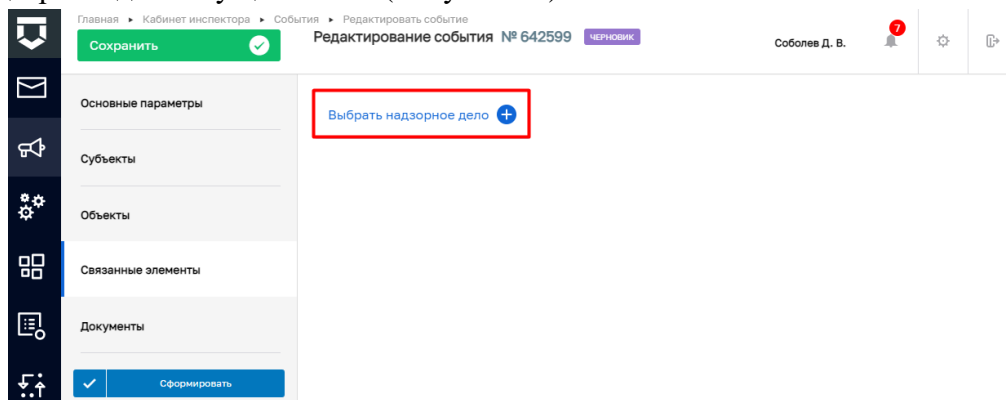 Главная ▸ Кабинет инспектора ▸ События ▸ Редактировать событие
Сохранить
Редактирование события № 642599 ЧЕРНОВИК
Соболев Д. В.
7
Основные параметры
Выбрать надзорное дело
Субъекты
Объекты
Связанные элементы
Документы
Сформировать